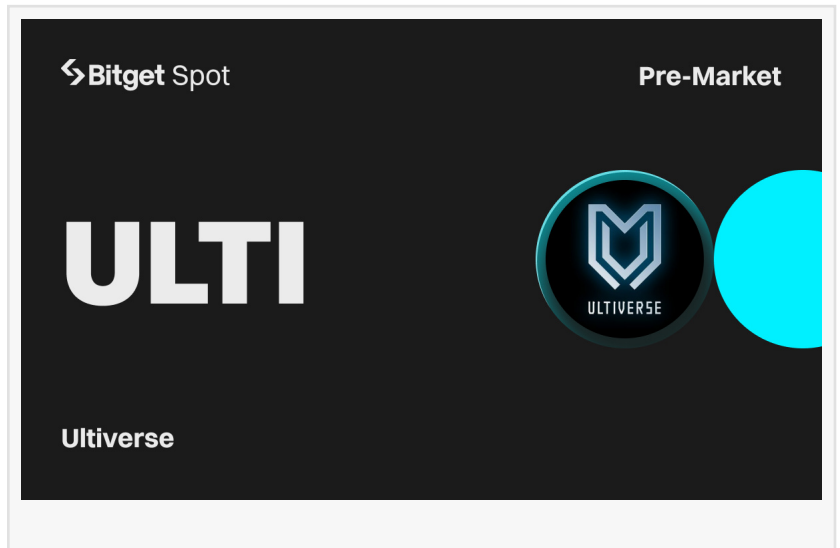 Bitget Spot
Pre-Market
ULTI
ULTIVERSE
Ultiverse